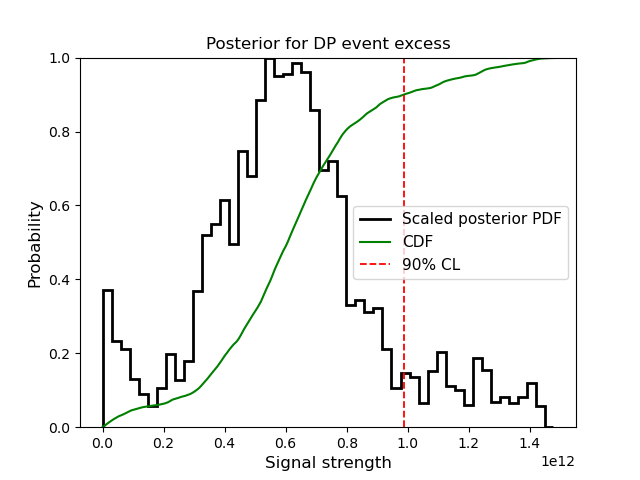 Posterior for DP event excess
Probability
1.0
0.8
0.6
0.4
0.2
0.0
Scaled posterior PDF
CDF
90% CL
0.0 0.2 0.4 0.6 0.8 1.0 1.2 1.4
1e12
Signal strength